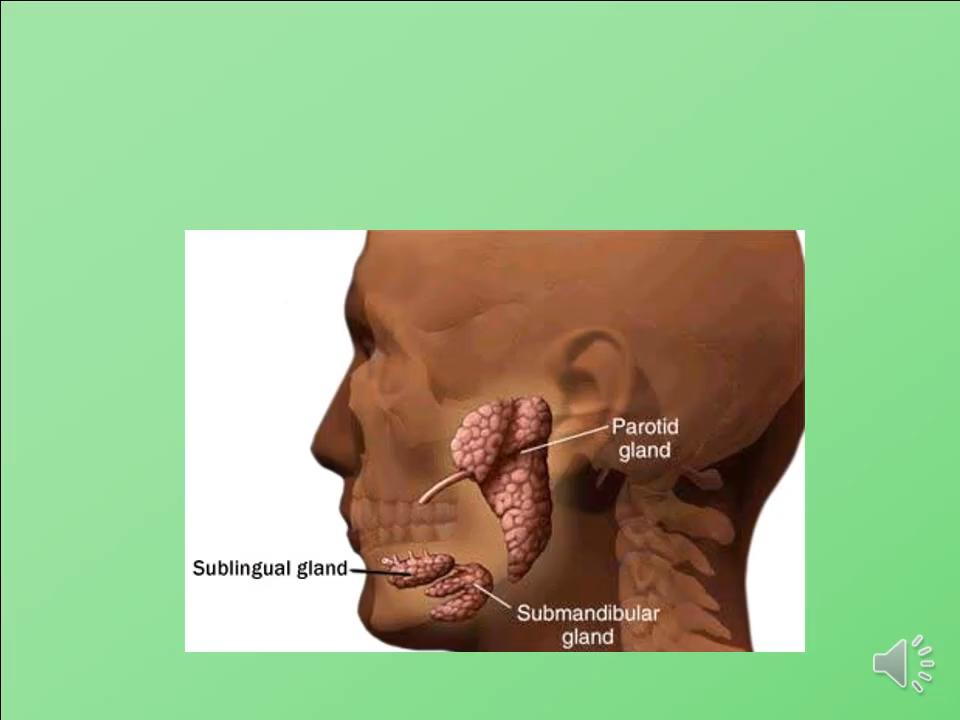 Parotid
gland
Sublingual gland
Submandibular
gland